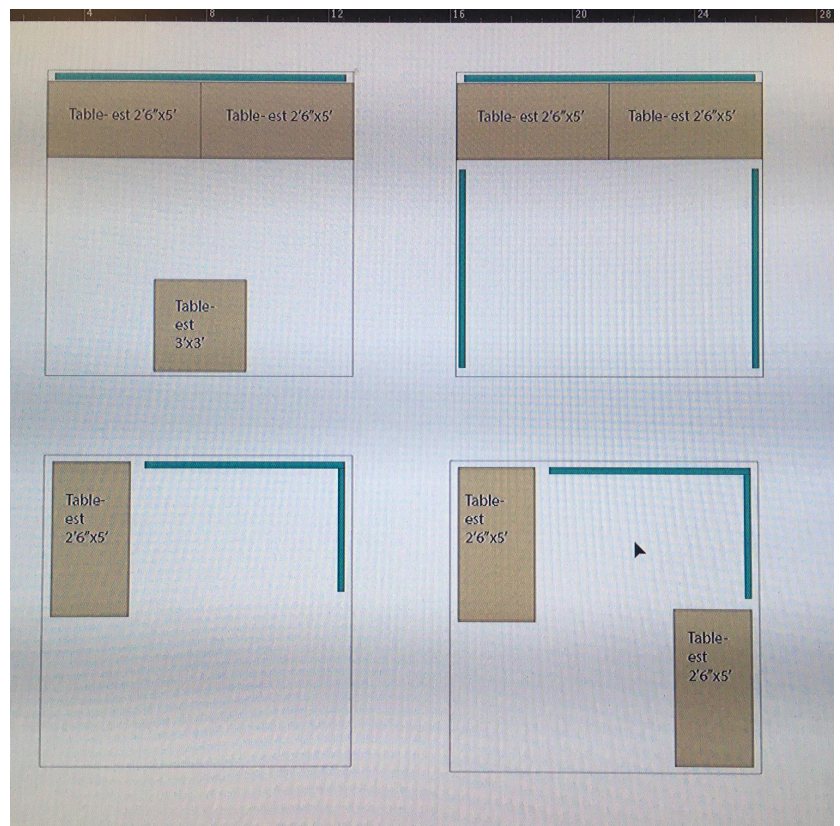 4 8 12 16 20 24 28
Table- est 2'6"x5' Table- est 2'6"x5'
Table- est 2'6"x5' Table- est 2'6"x5'
Table-
est
3'x3'
Table-
est
2'6"x5'
Table-
est
2'6"x5'
Table-
est
2'6"x5'